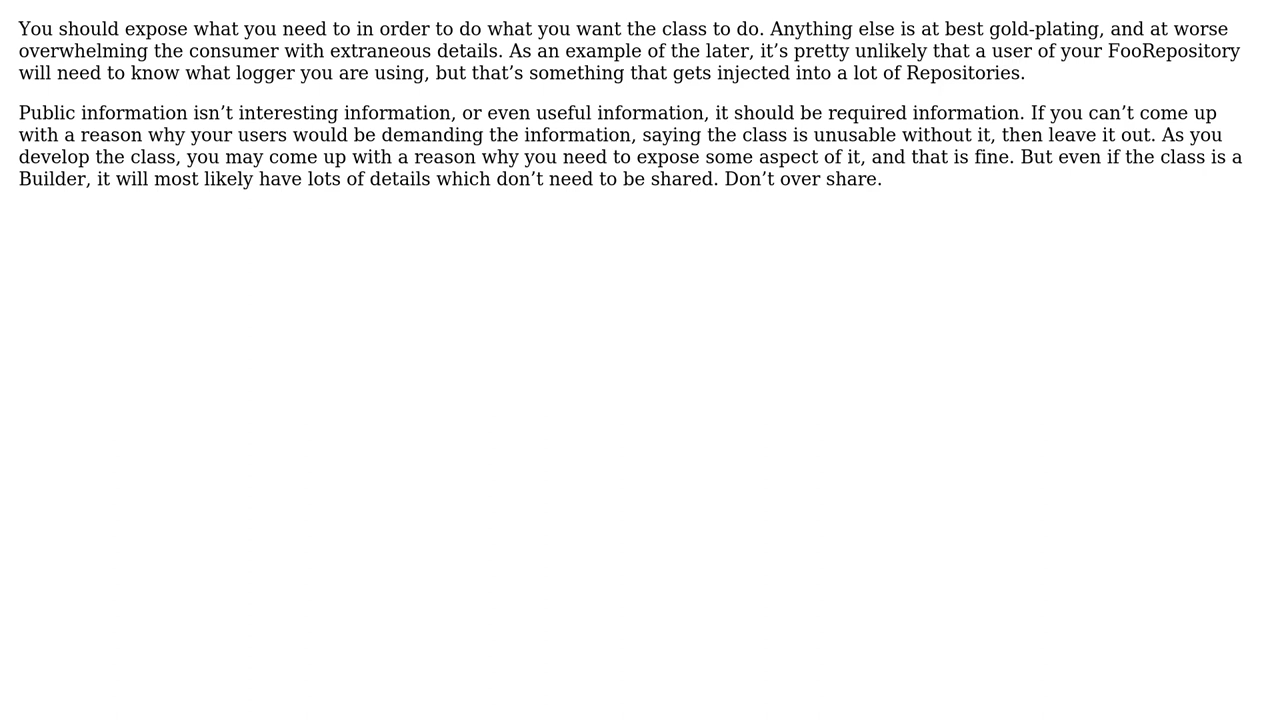 You should expose what you need to in order to do what you want the class to do. Anything else is at best gold-plating, and at worse
overwhelming the consumer with extraneous details. As an example of the later, it’s pretty unlikely that a user of your FooRepository
will need to know what logger you are using, but that’s something that gets injected into a lot of Repositories.
Public information isn’t interesting information, or even useful information, it should be required information. If you can’t come up
with a reason why your users would be demanding the information, saying the class is unusable without it, then leave it out. As you
develop the class, you may come up with a reason why you need to expose some aspect of it, and that is fine. But even if the class is a
Builder, it will most likely have lots of details which don’t need to be shared. Don’t over share.